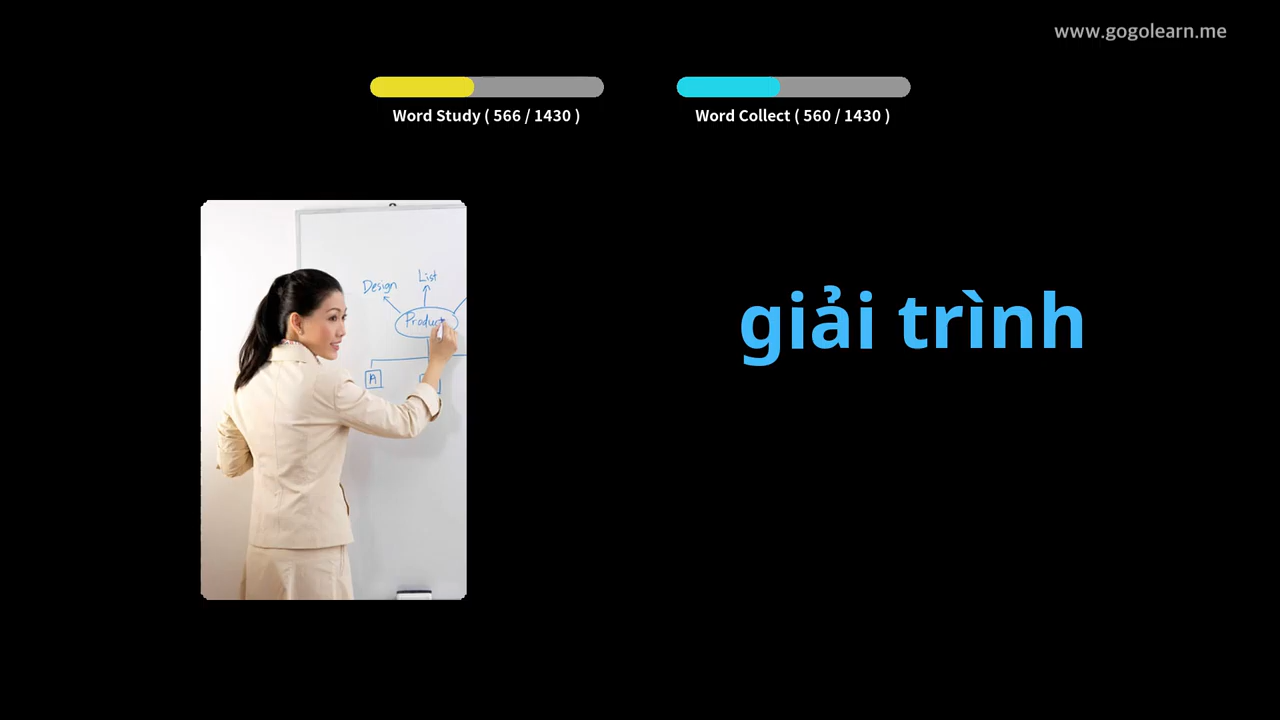 www.gogolearn.me
Word Study ( 566 / 1430 )
Word Collect ( 560 / 1430 )
giải trình
List
Design
Product
A